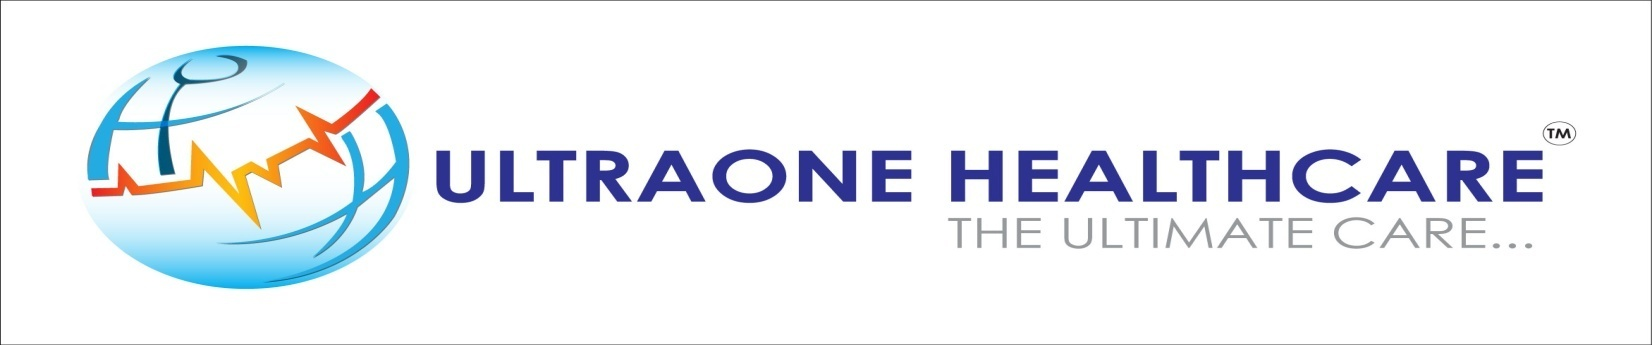 ULTRAONE HEALTHCARE TM
THE ULTIMATE CARE...